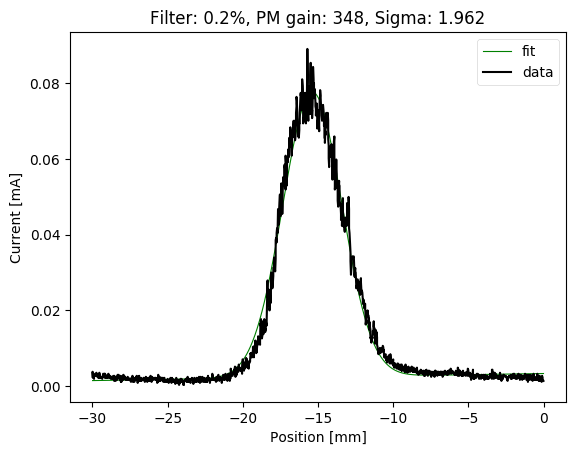 Filter: 0.2%, PM gain: 348, Sigma: 1.962
fit
data
0.08
0.06
0.04
0.02
0.00
Current [mA]
−30 −25 −20 −15 −10 −5 0
Position [mm]